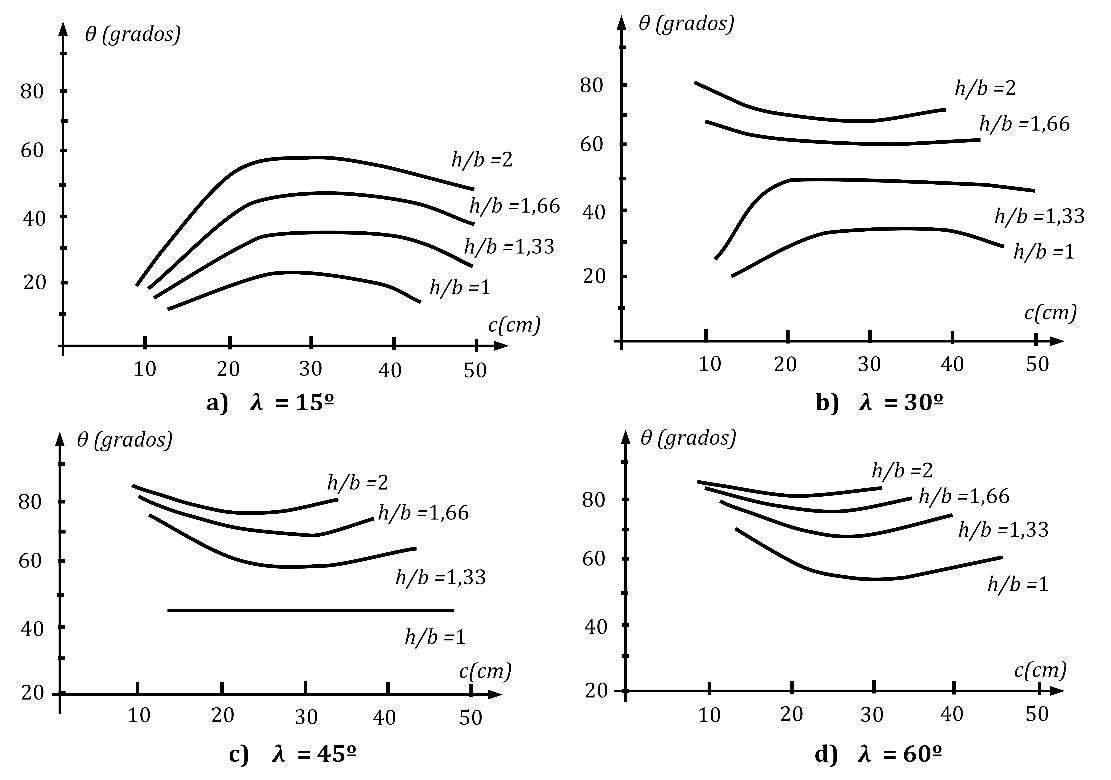 θ (grados)
80
60
40
20
h/b =2
h/b =1,66
h/b =1,33
h/b =1
c(cm)
10 20 30 40 50
a) λ = 15º
θ (grados)
80
60
40
20
h/b =2
h/b =1,66
h/b =1,33
h/b =1
c(cm)
10 20 30 40 50
b) λ = 30º
θ (grados)
80
60
40
20
h/b =2
h/b =1,66
h/b =1,33
h/b =1
c(cm)
10 20 30 40 50
c) λ = 45º
θ (grados)
80
60
40
20
h/b =2
h/b =1,66
h/b =1,33
h/b =1
c(cm)
10 20 30 40 50
d) λ = 60º